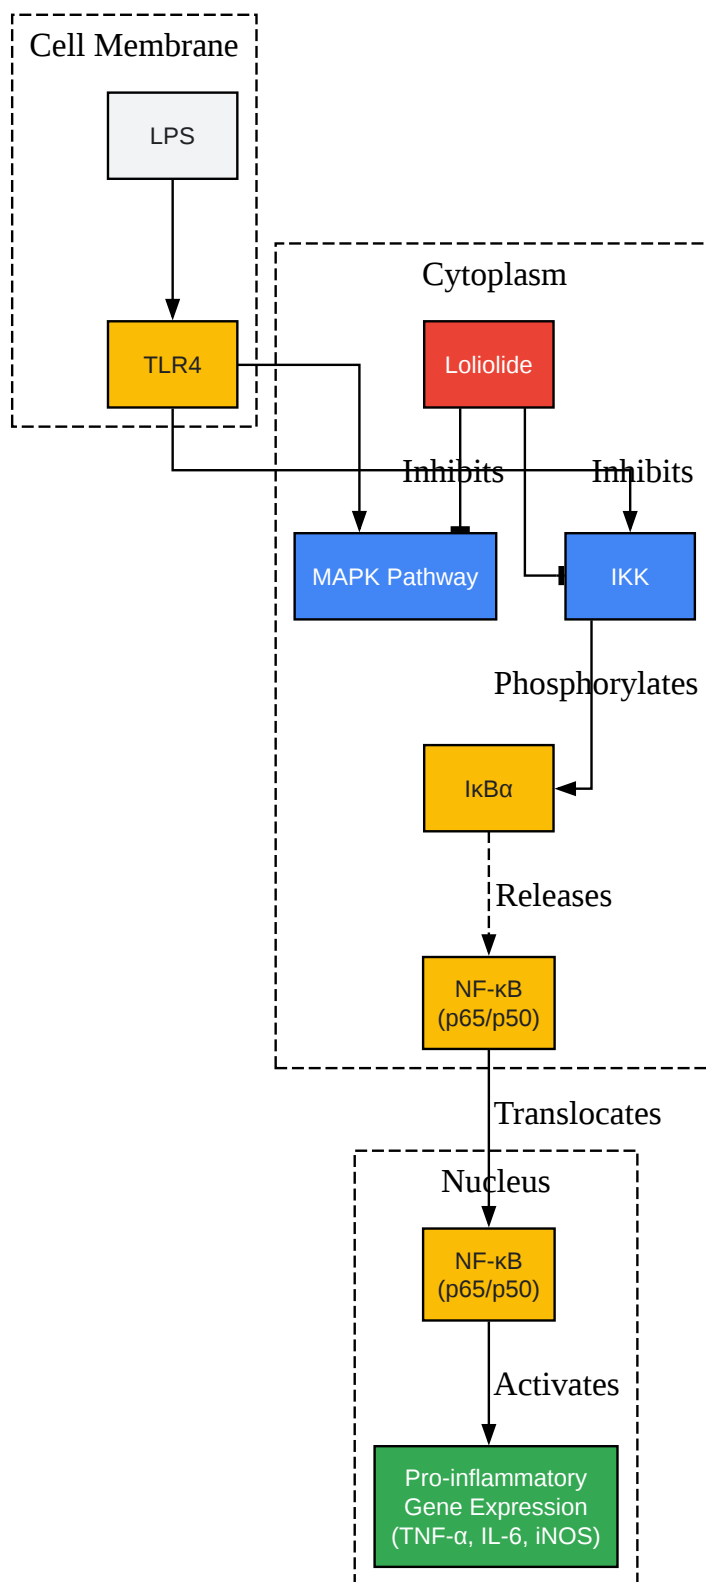 Cell Membrane
LPS
Cytoplasm
TLR4
Loliolide
Inhibits
Inhibits
MAPK Pathway
IKK
Phosphorylates
IκBα
Releases
NF-κB
(p65/p50)
Translocates
Nucleus
NF-κB
(p65/p50)
Activates
Pro-inflammatory
Gene Expression
(TNF-α, IL-6, iNOS)